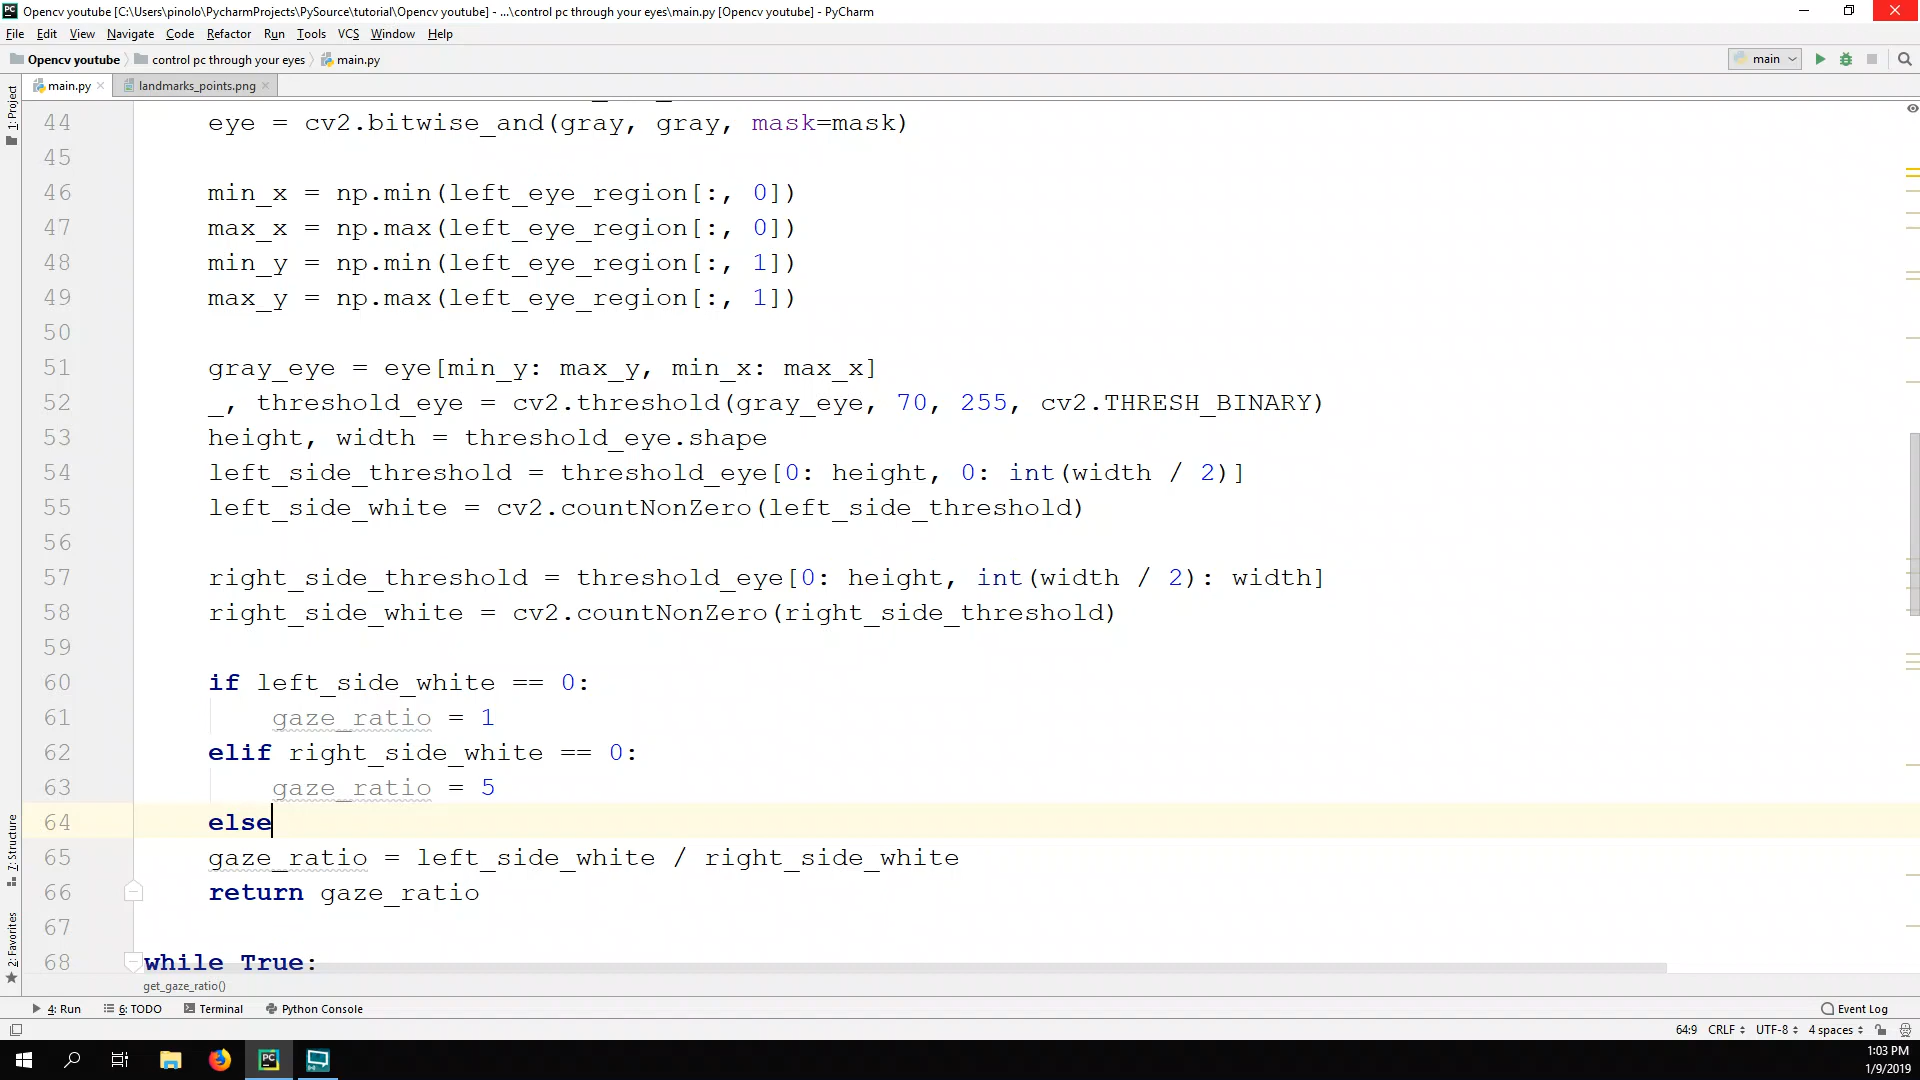 PC Opencv youtube [C:\Users\pinolo\PycharmProjects\PySource\tutorial\Opencv youtube] - ...\control pc through your eyes\main.py [Opencv youtube] - PyCharm
File Edit View Navigate Code Refactor Run Tools VCS Window Help
Opencv youtube control pc through your eyes main.py main
main.py landmarks_points.png
1: Project
44 eye = cv2.bitwise_and(gray, gray, mask=mask)
45
46 min_x = np.min(left_eye_region[:, 0])
47 max_x = np.max(left_eye_region[:, 0])
48 min_y = np.min(left_eye_region[:, 1])
49 max_y = np.max(left_eye_region[:, 1])
50
51 gray_eye = eye[min_y: max_y, min_x: max_x]
52 _, threshold_eye = cv2.threshold(gray_eye, 70, 255, cv2.THRESH_BINARY)
53 height, width = threshold_eye.shape
54 left_side_threshold = threshold_eye[0: height, 0: int(width / 2)]
55 left_side_white = cv2.countNonZero(left_side_threshold)
56
57 right_side_threshold = threshold_eye[0: height, int(width / 2): width]
58 right_side_white = cv2.countNonZero(right_side_threshold)
59
60 if left_side_white == 0:
61 gaze_ratio = 1
62 elif right_side_white == 0:
63 gaze_ratio = 5
64 else
65 gaze_ratio = left_side_white / right_side_white
66 return gaze_ratio
67
68 while True:
7: Structure
2: Favorites
get_gaze_ratio()
4: Run 6: TODO Terminal Python Console Event Log
64:9 CRLF UTF-8 4 spaces
PC
1:03 PM
1/9/2019